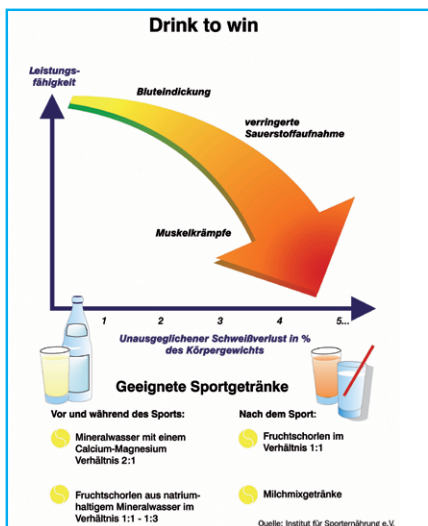 Drink to win
Leistungs-
fähigkeit
Bluteindickung
verringerte
Sauerstoffaufnahme
Muskelkrämpfe
1 2 3 4 5...
Unausgeglichener Schweißverlust in %
des Körpergewichts
Geeignete Sportgetränke
Vor und während des Sports:
Mineralwasser mit einem
Calcium-Magnesium
Verhältnis 2:1
Fruchtschorlen aus natrium-
haltigem Mineralwasser im
Verhältnis 1:1 - 1:3
Nach dem Sport:
Fruchtschorlen im
Verhältnis 1:1
Milchmixgetränke
Quelle: Institut für Sporternährung e.V.